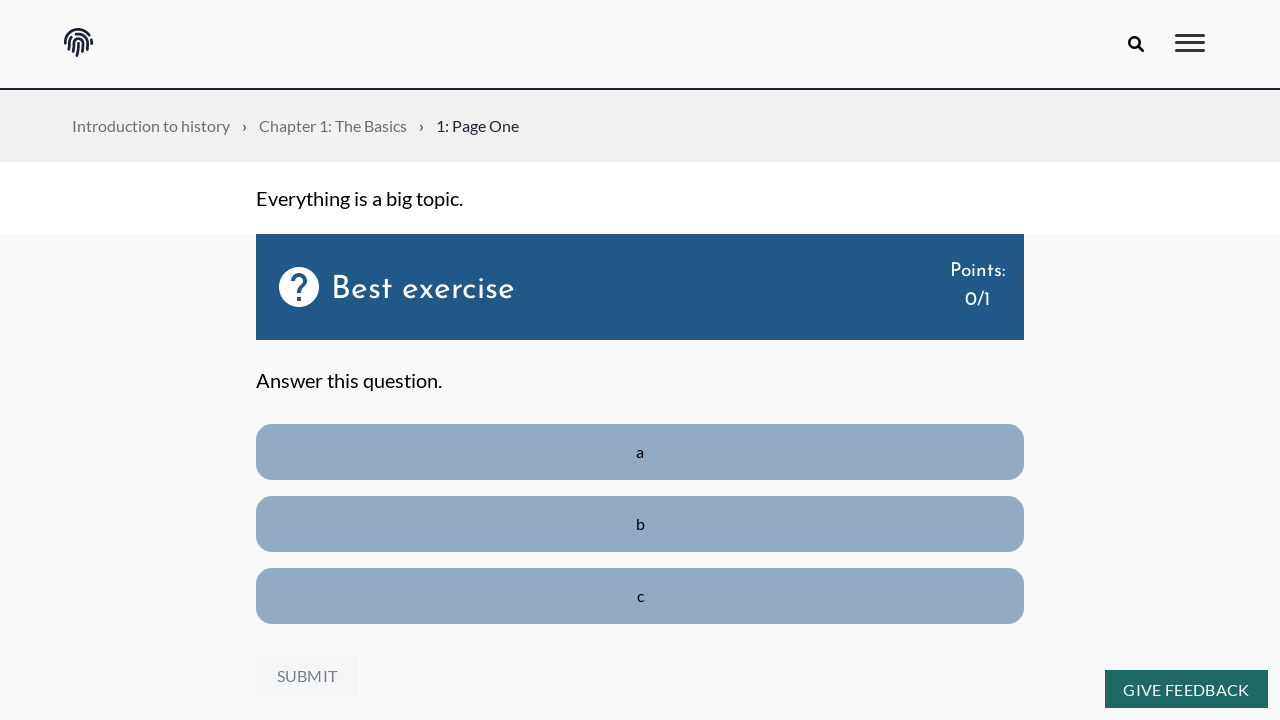 Introduction to history › Chapter 1: The Basics › 1: Page One
Everything is a big topic.
Best exercise
Points:
0/1
Answer this question.
a
b
c
SUBMIT
GIVE FEEDBACK